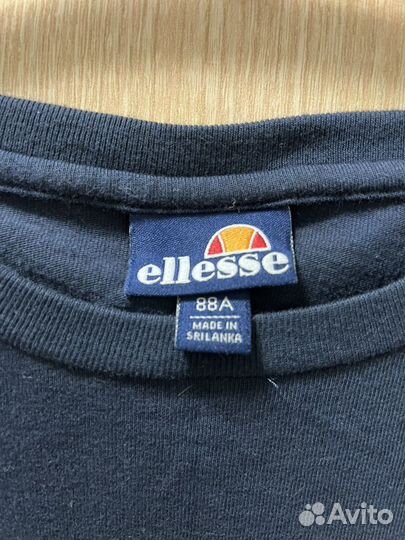 ellesse
88A
MADE IN
SRI LANKA
Avito